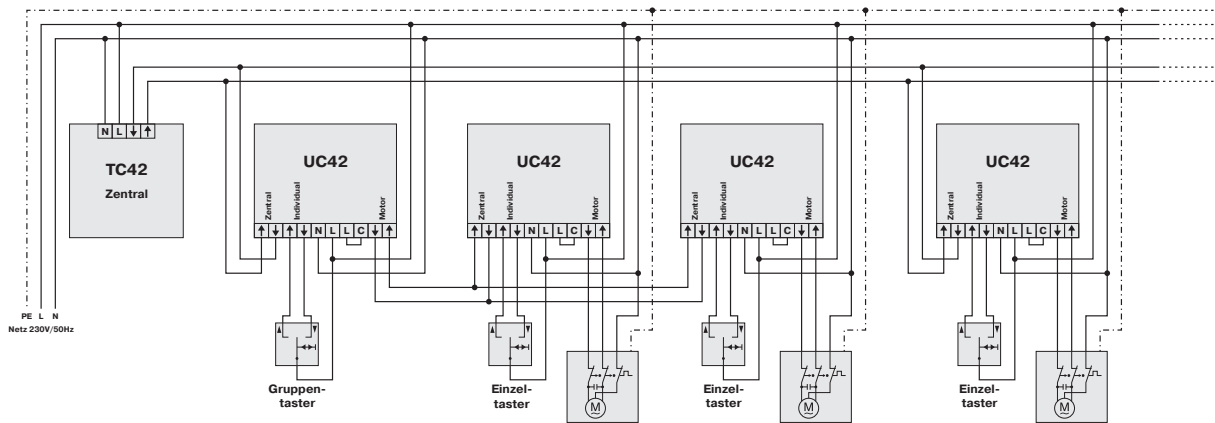 N L
TC42
Zentral
UC42
Zentral
Individual
Motor
N L L C
UC42
Zentral
Individual
Motor
N L L C
UC42
Zentral
Individual
Motor
N L L C
UC42
Zentral
Individual
Motor
N L L C
PE L N
Netz 230V/50Hz
Gruppen-
taster
Einzel-
taster
M
Einzel-
taster
M
Einzel-
taster
M